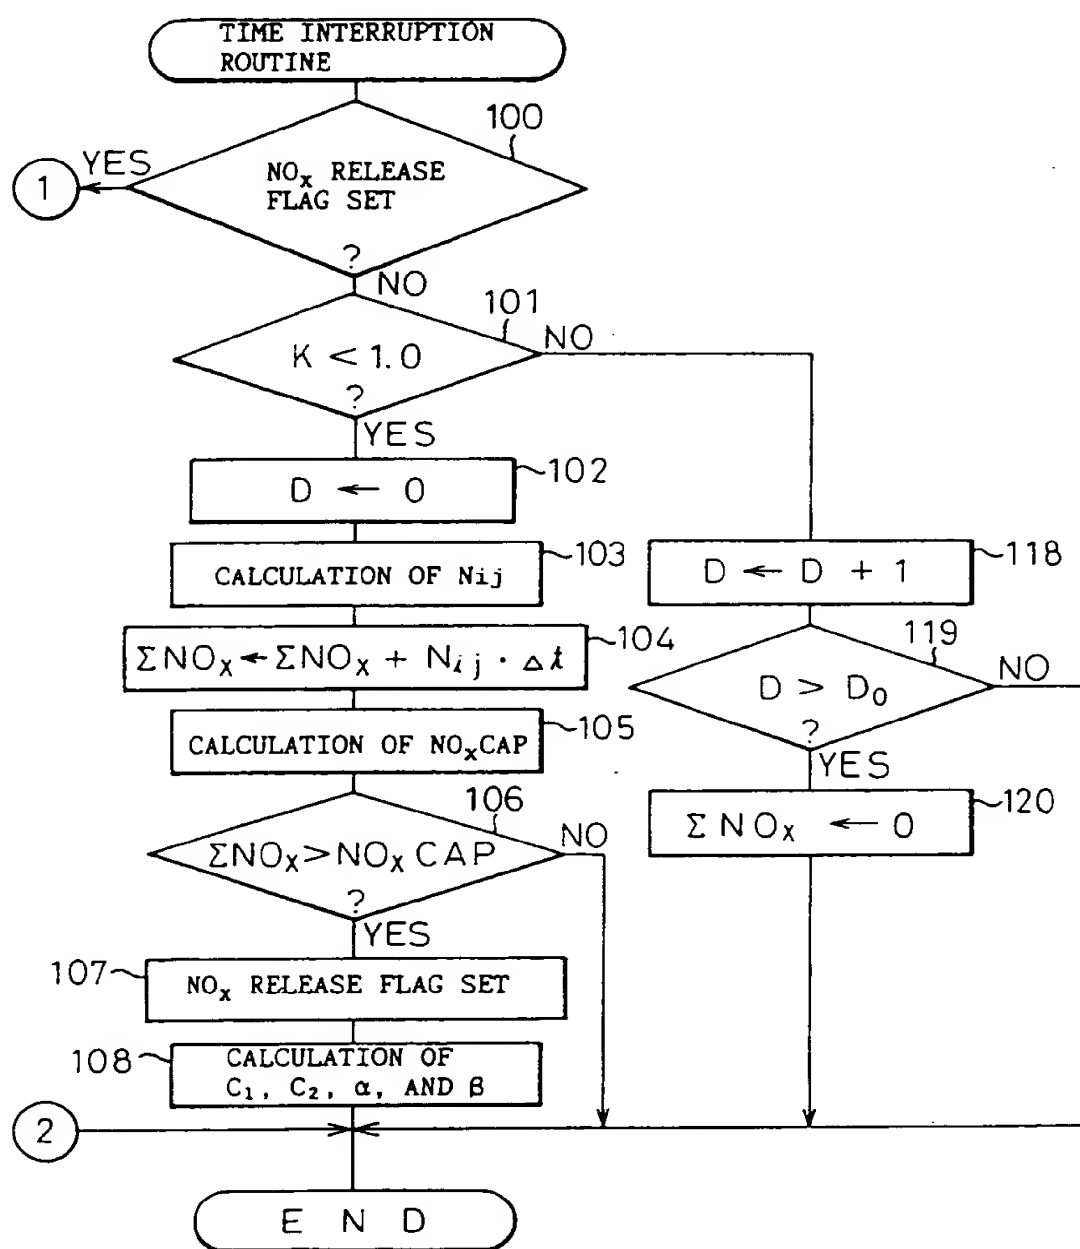 TIME INTERRUPTION
ROUTINE
100
YES
1
NOx RELEASE
FLAG SET
?
NO
101
NO
K < 1.0
?
YES
102
D ← 0
103
CALCULATION OF Nij
118
D ← D + 1
104
ΣNOx ← ΣNOx + Nij · Δt
119
NO
D > D0
?
YES
105
CALCULATION OF NOxCAP
120
ΣNOx ← 0
106
NO
ΣNOx > NOx CAP
?
YES
107
NOx RELEASE FLAG SET
108
CALCULATION OF
C1, C2, α, AND β
2
END